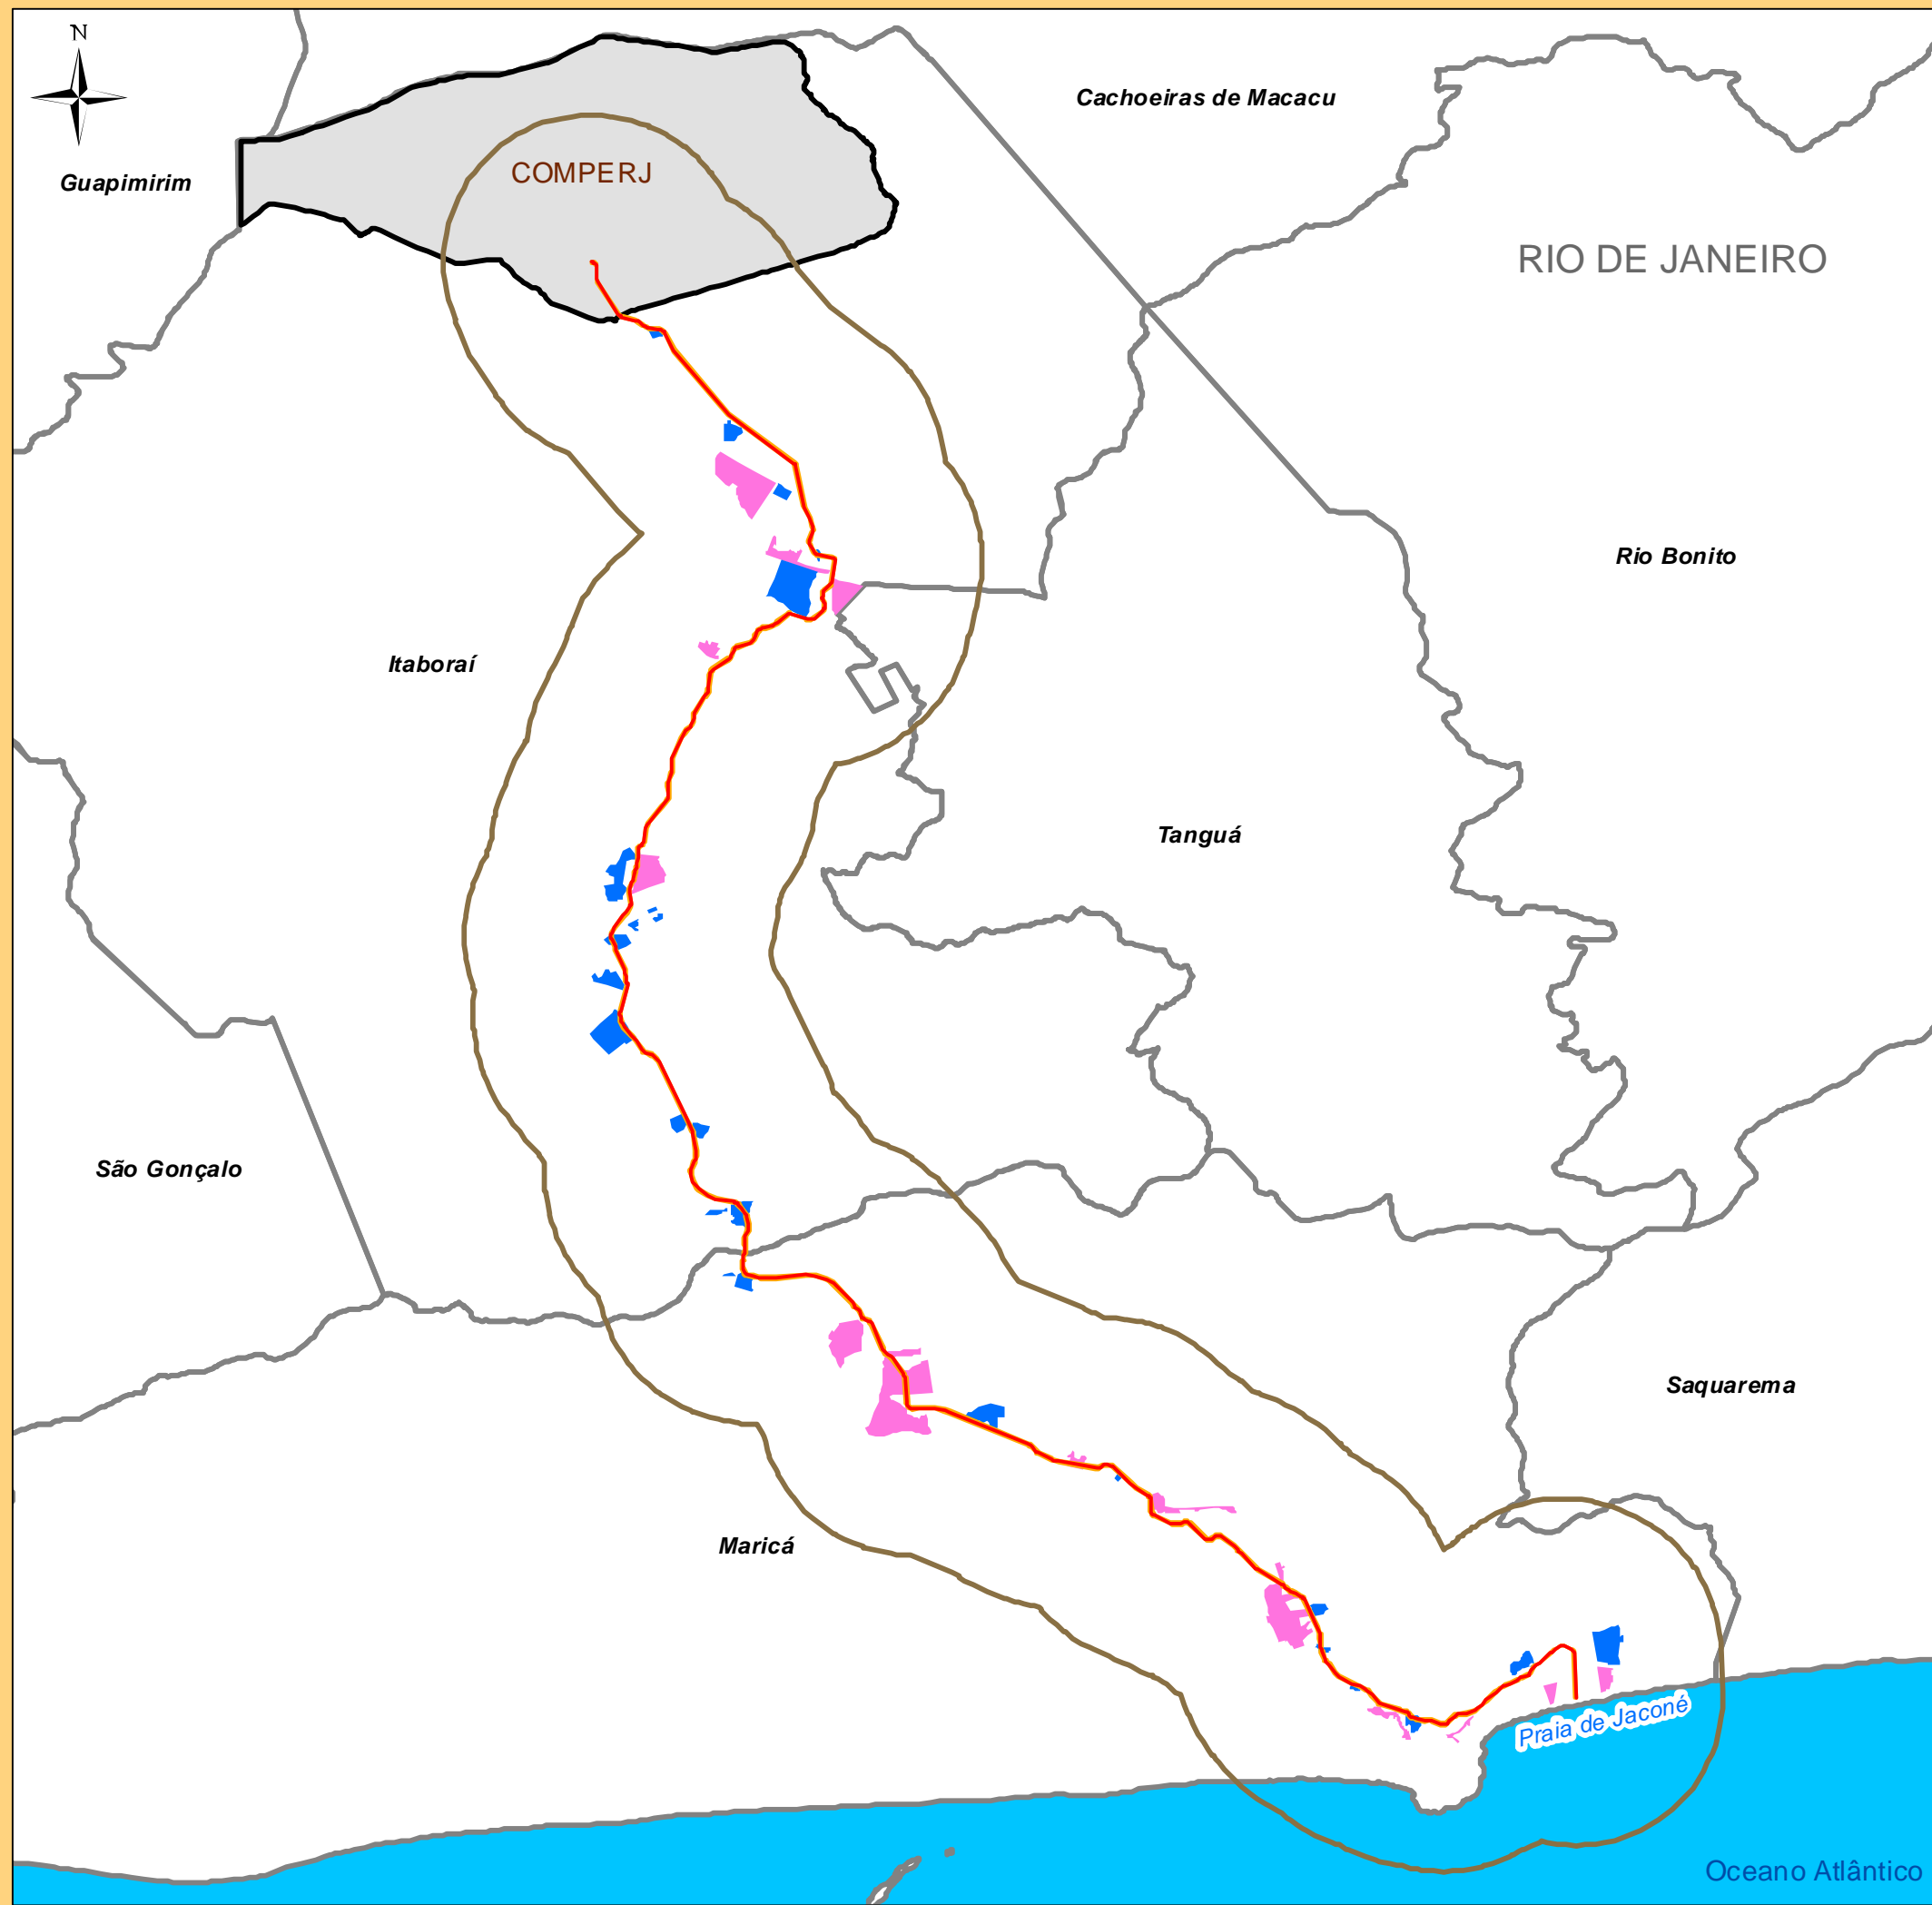 N
Cachoeiras de Macacu
COMPERJ
Guapimirim
RIO DE JANEIRO
Rio Bonito
Itaboraí
Tanguá
São Gonçalo
Saquarema
Maricá
Praia de Jaconé
Oceano Atlântico